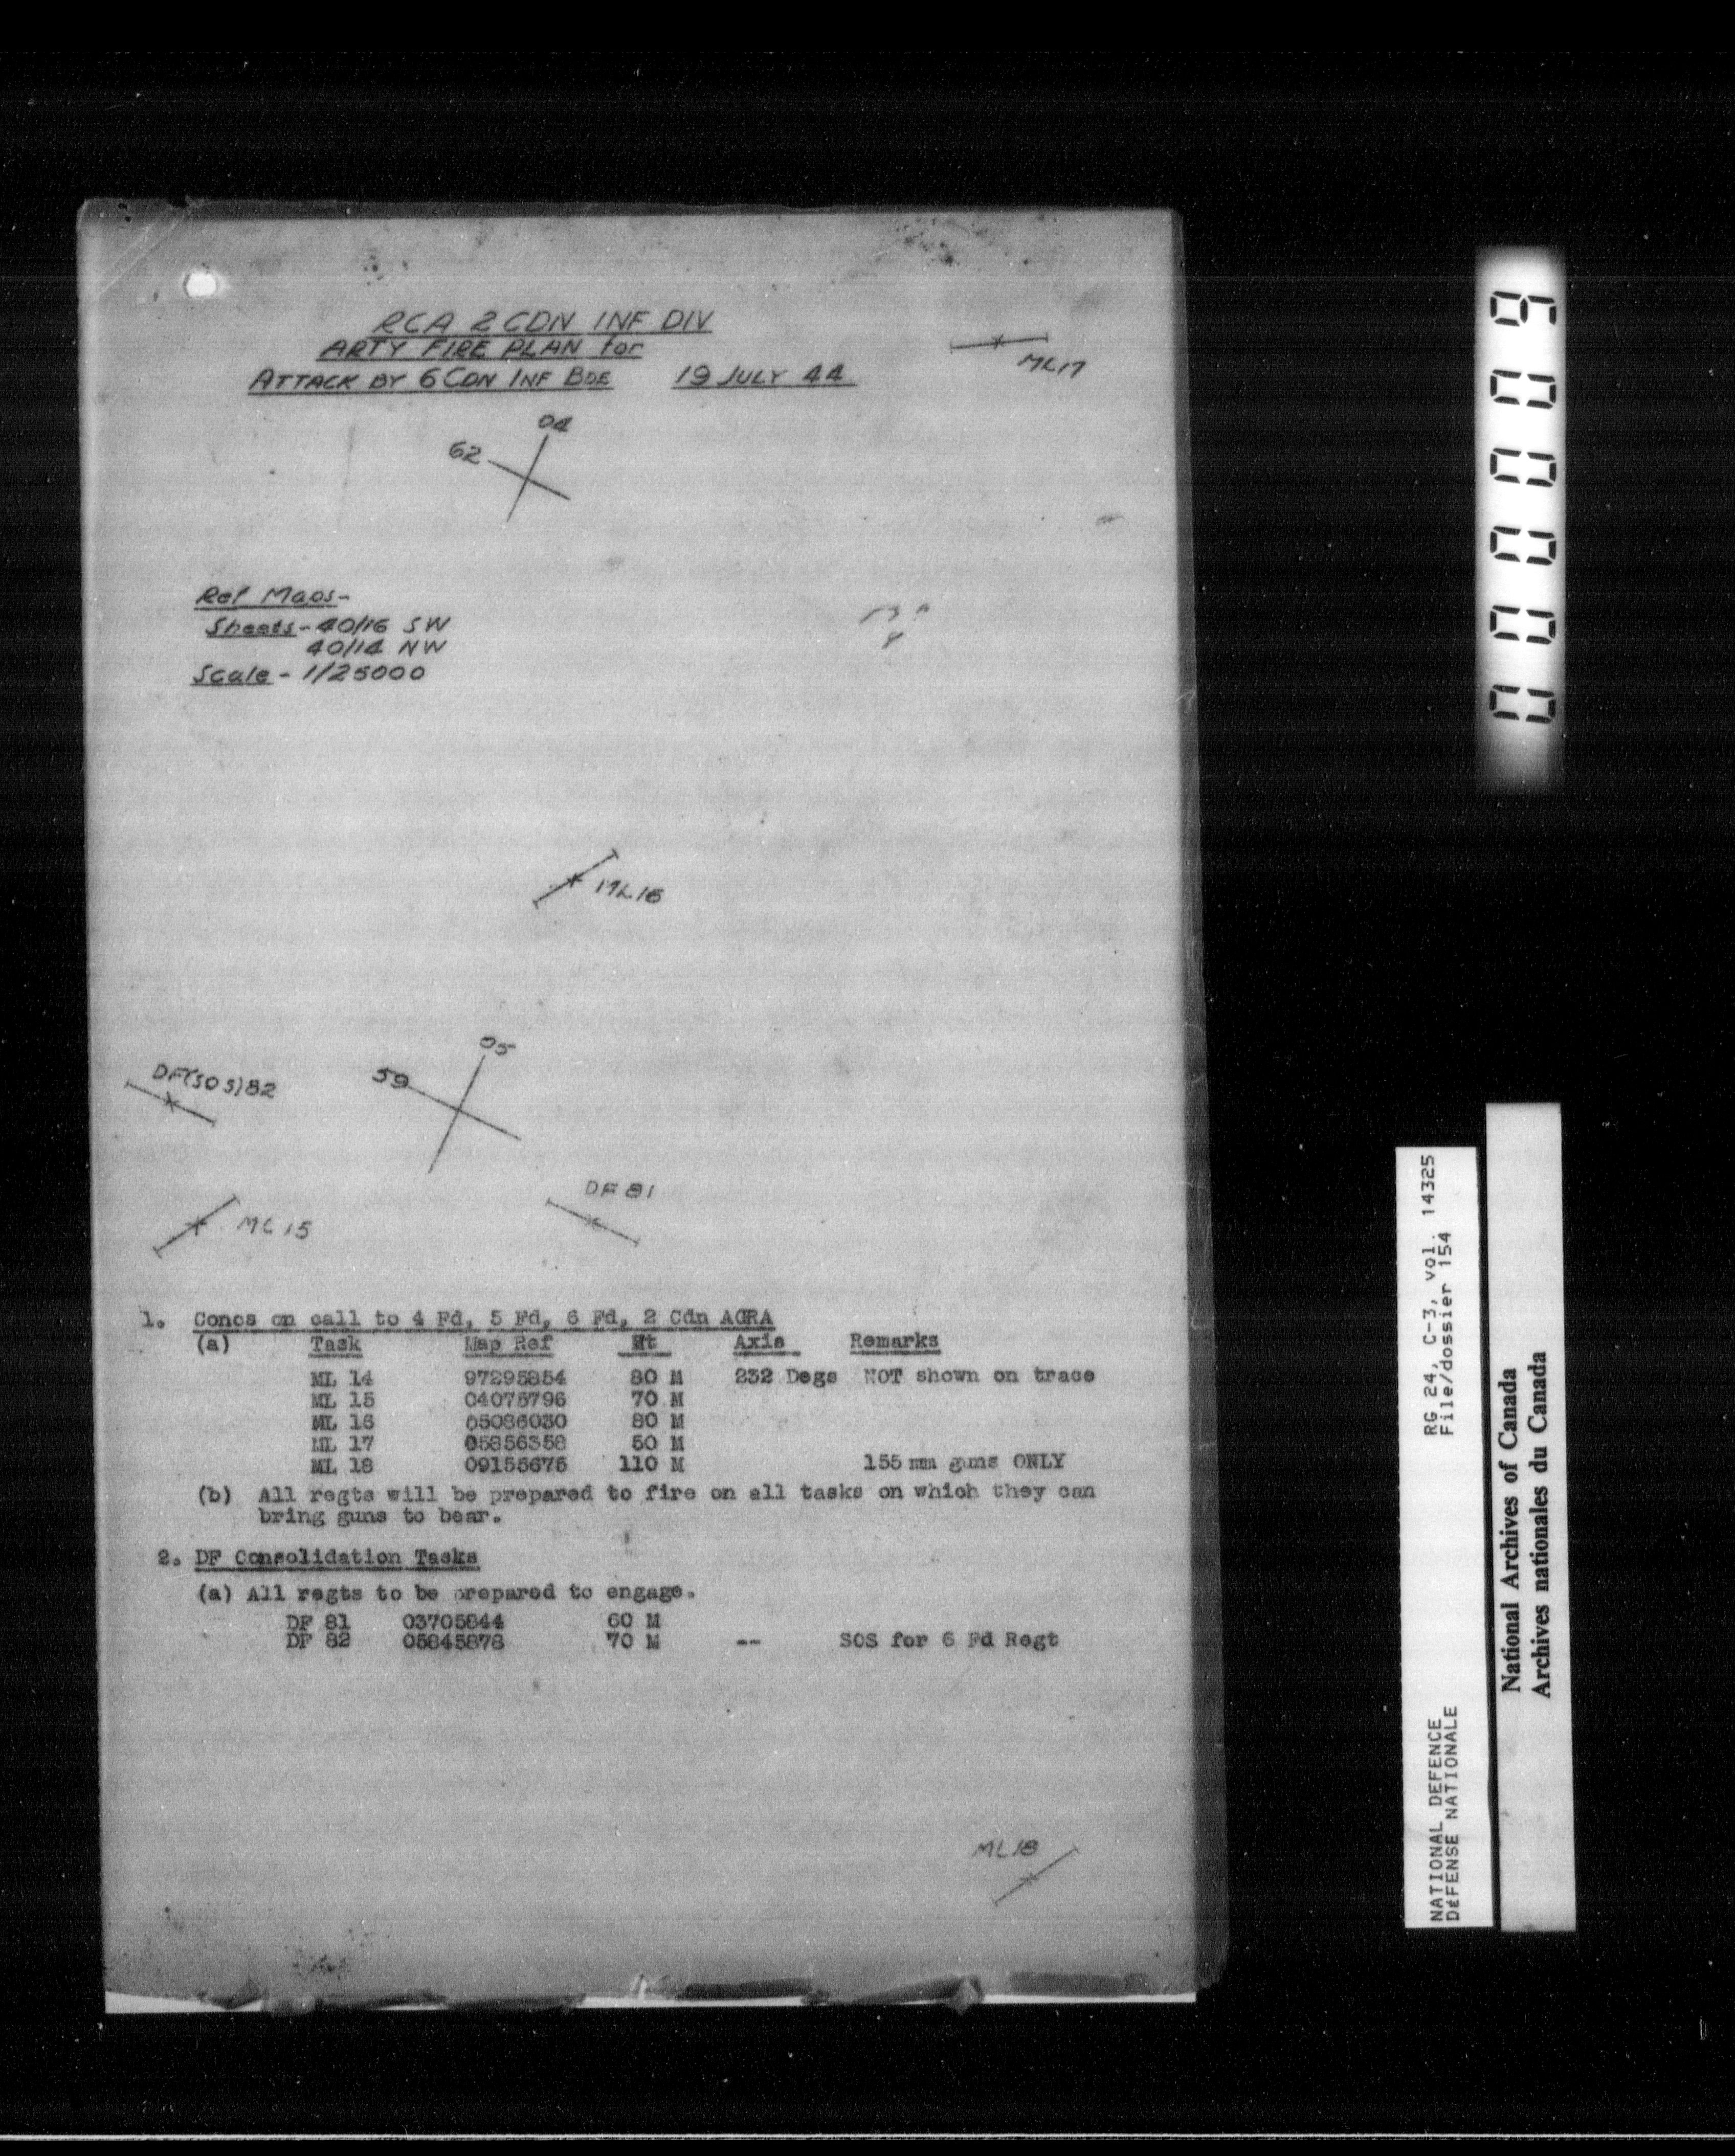 RCA 2 CDN INF DIV
ARTY FIRE PLAN for
ATTACK BY 6 CDN INF BDE 19 JULY 44
ML17
04
62
Ref Maps-
Sheets - 40/16 SW
40/14 NW
Scale - 1/25000
ML16
05
59
DF(SOS)82
DF 81
ML 15
1. Concs on call to 4 Fd, 5 Fd, 6 Fd, 2 Cdn AGRA
(a) Task Map Ref Ht Axis Remarks
ML 14 97295854 80 M 232 Degs NOT shown on trace
ML 15 04075796 70 M
ML 16 05086030 80 M
ML 17 05856358 50 M
ML 18 09155675 110 M 155 mm guns ONLY
(b) All regts will be prepared to fire on all tasks on which they can
bring guns to bear.
2. DF Consolidation Tasks
(a) All regts to be prepared to engage.
DF 81 03705844 60 M
DF 82 05845878 70 M -- SOS for 6 Fd Regt
ML18
000009
RG 24, C-3, vol. 14325
File/dossier 154
NATIONAL DEFENCE
DÉFENSE NATIONALE
National Archives of Canada
Archives nationales du Canada